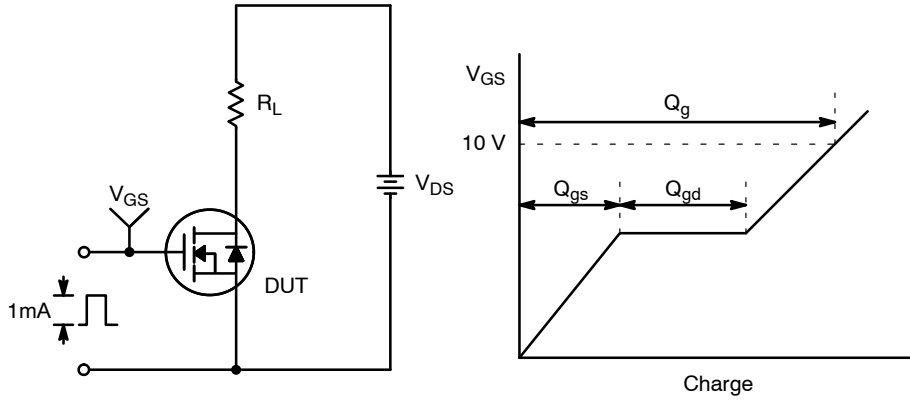 R_L
V_GS
V_DS
DUT
1mA
V_GS
Q_g
10 V
Q_gs
Q_gd
Charge